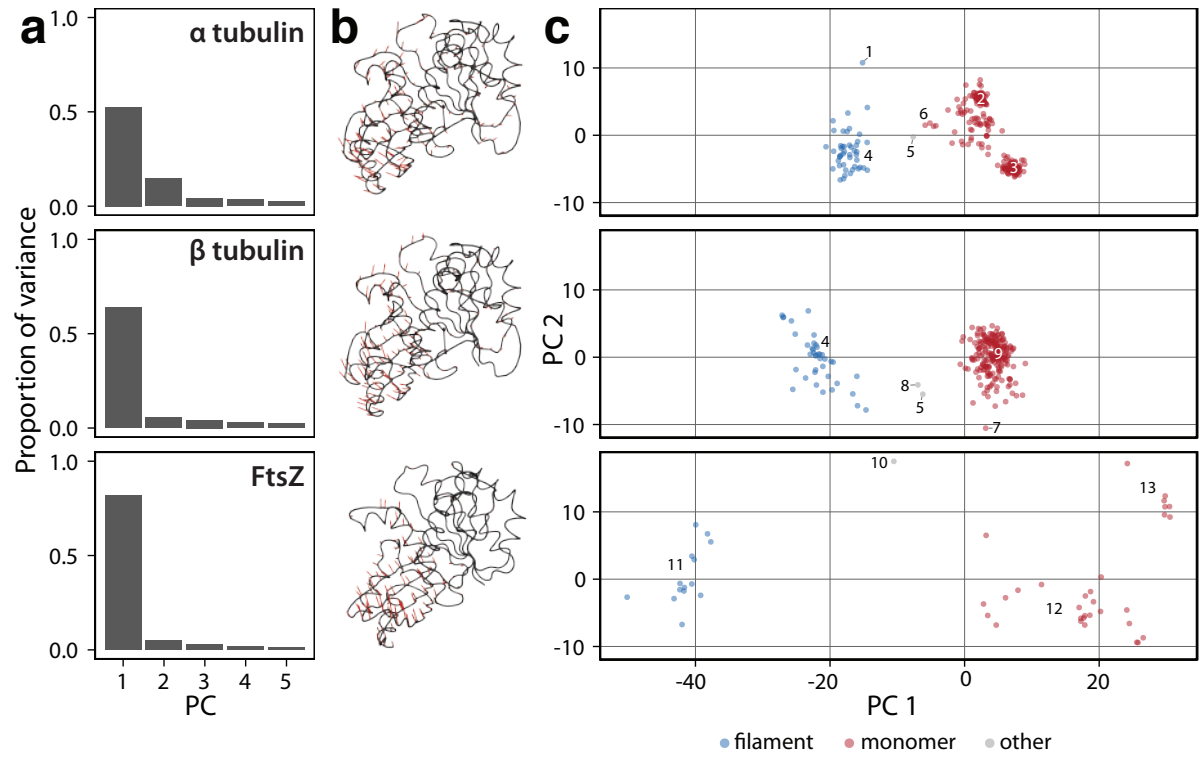 a
b
c
Proportion of variance
1.0
0.5
0.0
α tubulin
1.0
0.5
0.0
β tubulin
1.0
0.5
0.0
FtsZ
1 2 3 4 5
PC
PC 2
10
0
-10
1
2
6
5
4
3
10
0
-10
4
9
8
5
7
10
0
-10
10
13
11
12
-40 -20 0 20
PC 1
filament monomer other